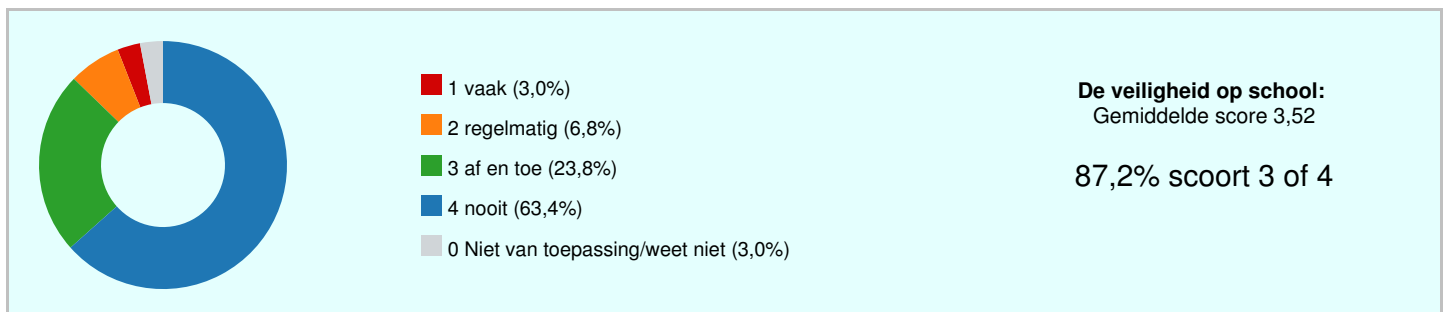 1 vaak (3,0%)
2 regelmatig (6,8%)
3 af en toe (23,8%)
4 nooit (63,4%)
0 Niet van toepassing/weet niet (3,0%)
De veiligheid op school:
Gemiddelde score 3,52
87,2% scoort 3 of 4